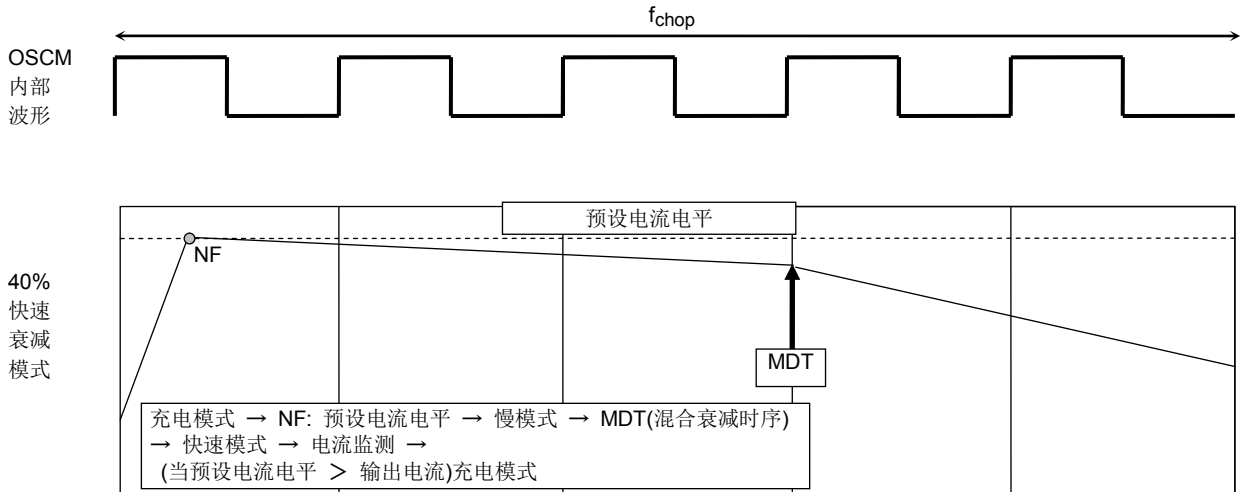 fchop
OSCM
内部
波形
预设电流电平
NF
40%
快速
衰减
模式
MDT
充电模式 → NF: 预设电流电平 → 慢模式 → MDT(混合衰减时序)
→ 快速模式 → 电流监测 →
(当预设电流电平 ＞ 输出电流)充电模式